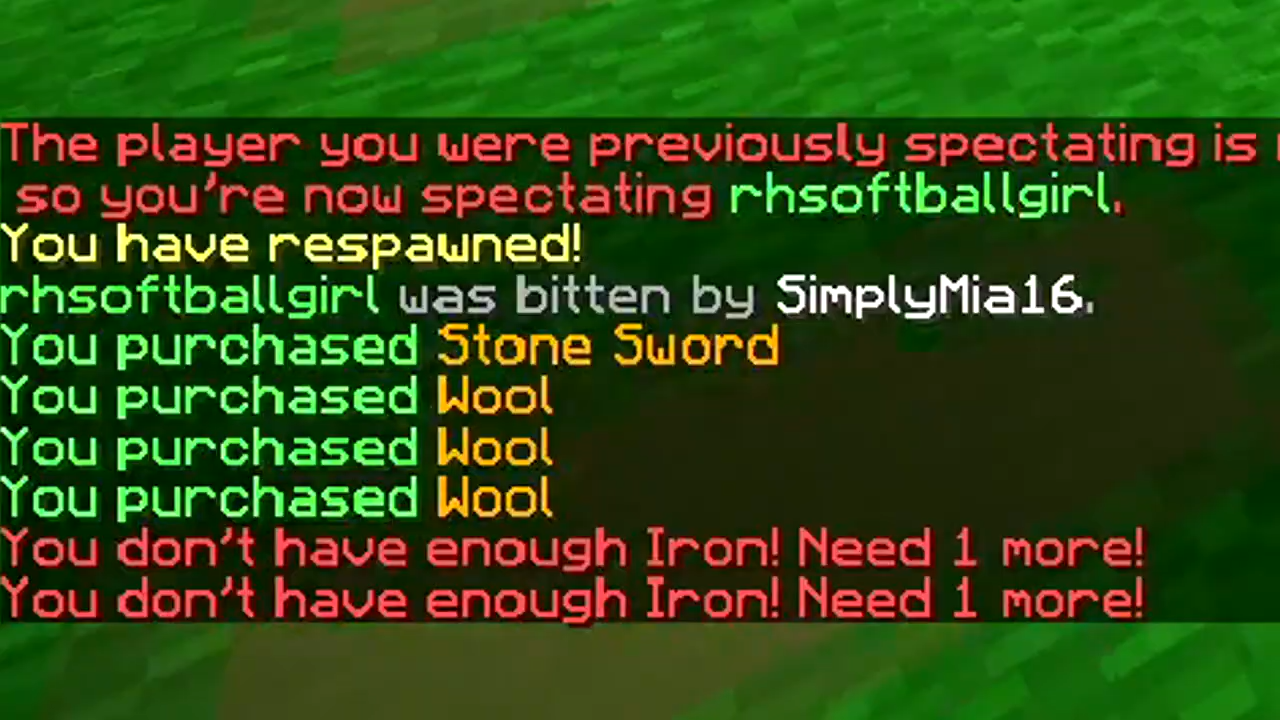 The player you were previously spectating is
so you're now spectating rhsoftballgirl.
You have respawned!
rhsoftballgirl was bitten by SimplyMia16.
You purchased Stone Sword
You purchased Wool
You purchased Wool
You purchased Wool
You don't have enough Iron! Need 1 more!
You don't have enough Iron! Need 1 more!